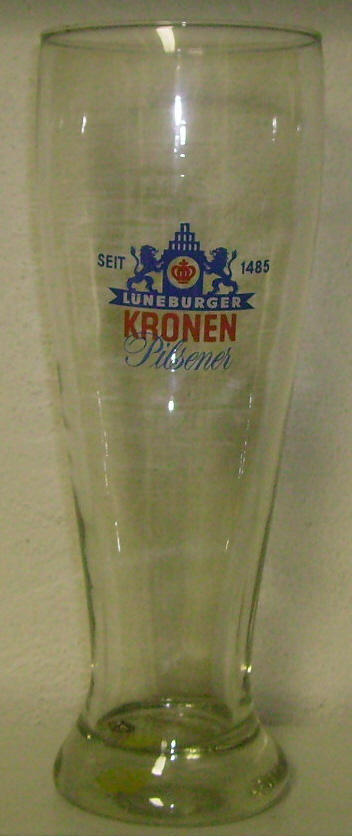 SEIT 1485
LÜNEBURGER
KRONEN
Pilsener